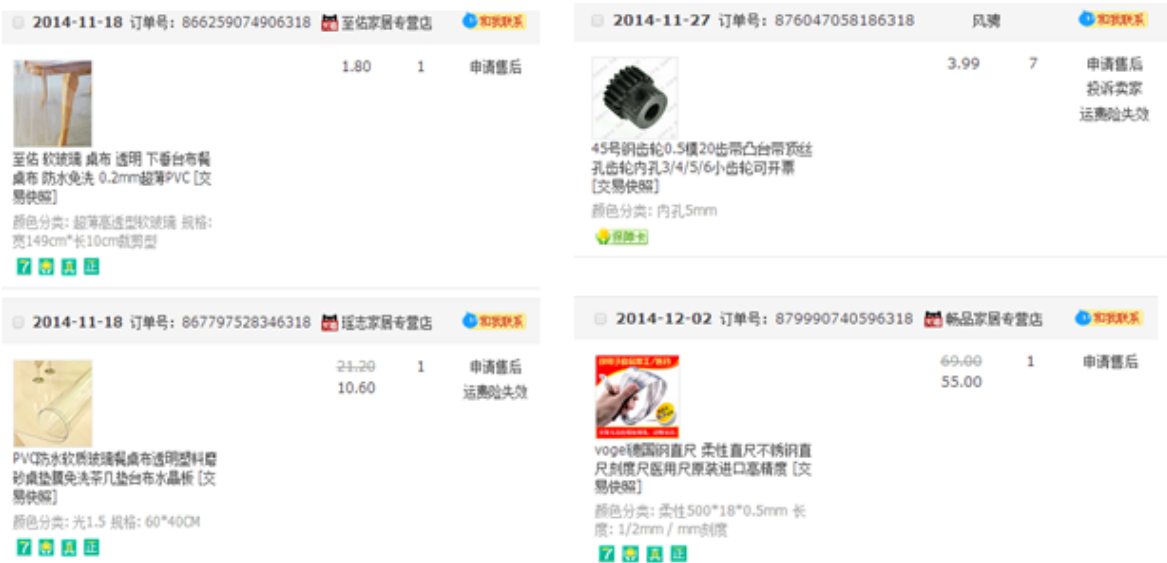 2014-11-18 订单号: 866259074906318 至佑家居专营店 和我联系
1.80 1 申请售后
至佑 软玻璃 桌布 透明 下垂台布餐
桌布 防水免洗 0.2mm超薄PVC [交
易快照]
颜色分类: 超薄高透型软玻璃 规格:
宽149cm*长10cm裁剪型
7 真 正
2014-11-18 订单号: 867797528346318 瑶志家居专营店 和我联系
21.20 1 申请售后
10.60 运费险失效
PVC防水软质玻璃餐桌布透明塑料磨
砂桌垫膜免洗茶几垫台布水晶板 [交
易快照]
颜色分类: 光1.5 规格: 60*40CM
7 真 正
2014-11-27 订单号: 876047058186318 风骋 和我联系
3.99 7 申请售后
投诉卖家
运费险失效
45号钢齿轮0.5模20齿带凸台带顶丝
孔齿轮内孔3/4/5/6小齿轮可开票
[交易快照]
颜色分类: 内孔5mm
保障卡
2014-12-02 订单号: 879990740596318 畅品家居专营店 和我联系
69.00 1 申请售后
55.00
vogel德国钢直尺 柔性直尺不锈钢直
尺刻度尺医用尺原装进口高精度 [交
易快照]
颜色分类: 柔性500*18*0.5mm 长
度: 1/2mm / mm刻度
7 真 正